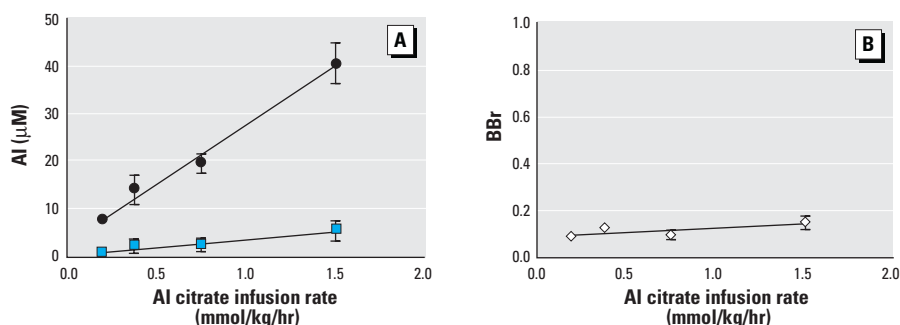 A
50
40
30
20
10
0
Al (μM)
0.0 0.5 1.0 1.5 2.0
Al citrate infusion rate
(mmol/kg/hr)
B
1.0
0.8
0.6
0.4
0.2
0.0
BBr
0.0 0.5 1.0 1.5 2.0
Al citrate infusion rate
(mmol/kg/hr)